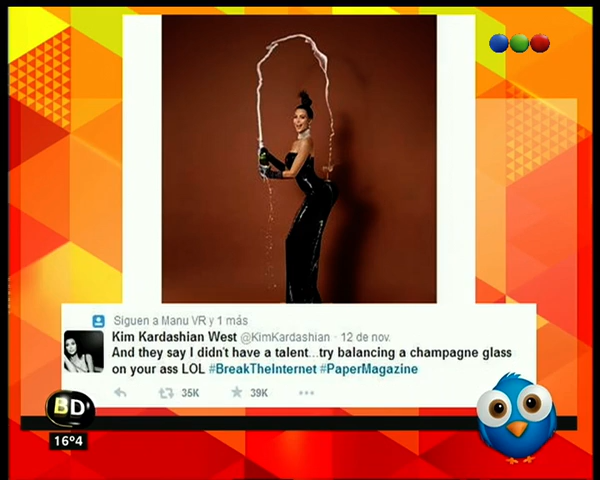 Siguen a Manu VR y 1 más
Kim Kardashian West @KimKardashian · 12 de nov.
And they say I didn't have a talent...try balancing a champagne glass
on your ass LOL #BreakTheInternet #PaperMagazine
35K 39K
BD
16º4